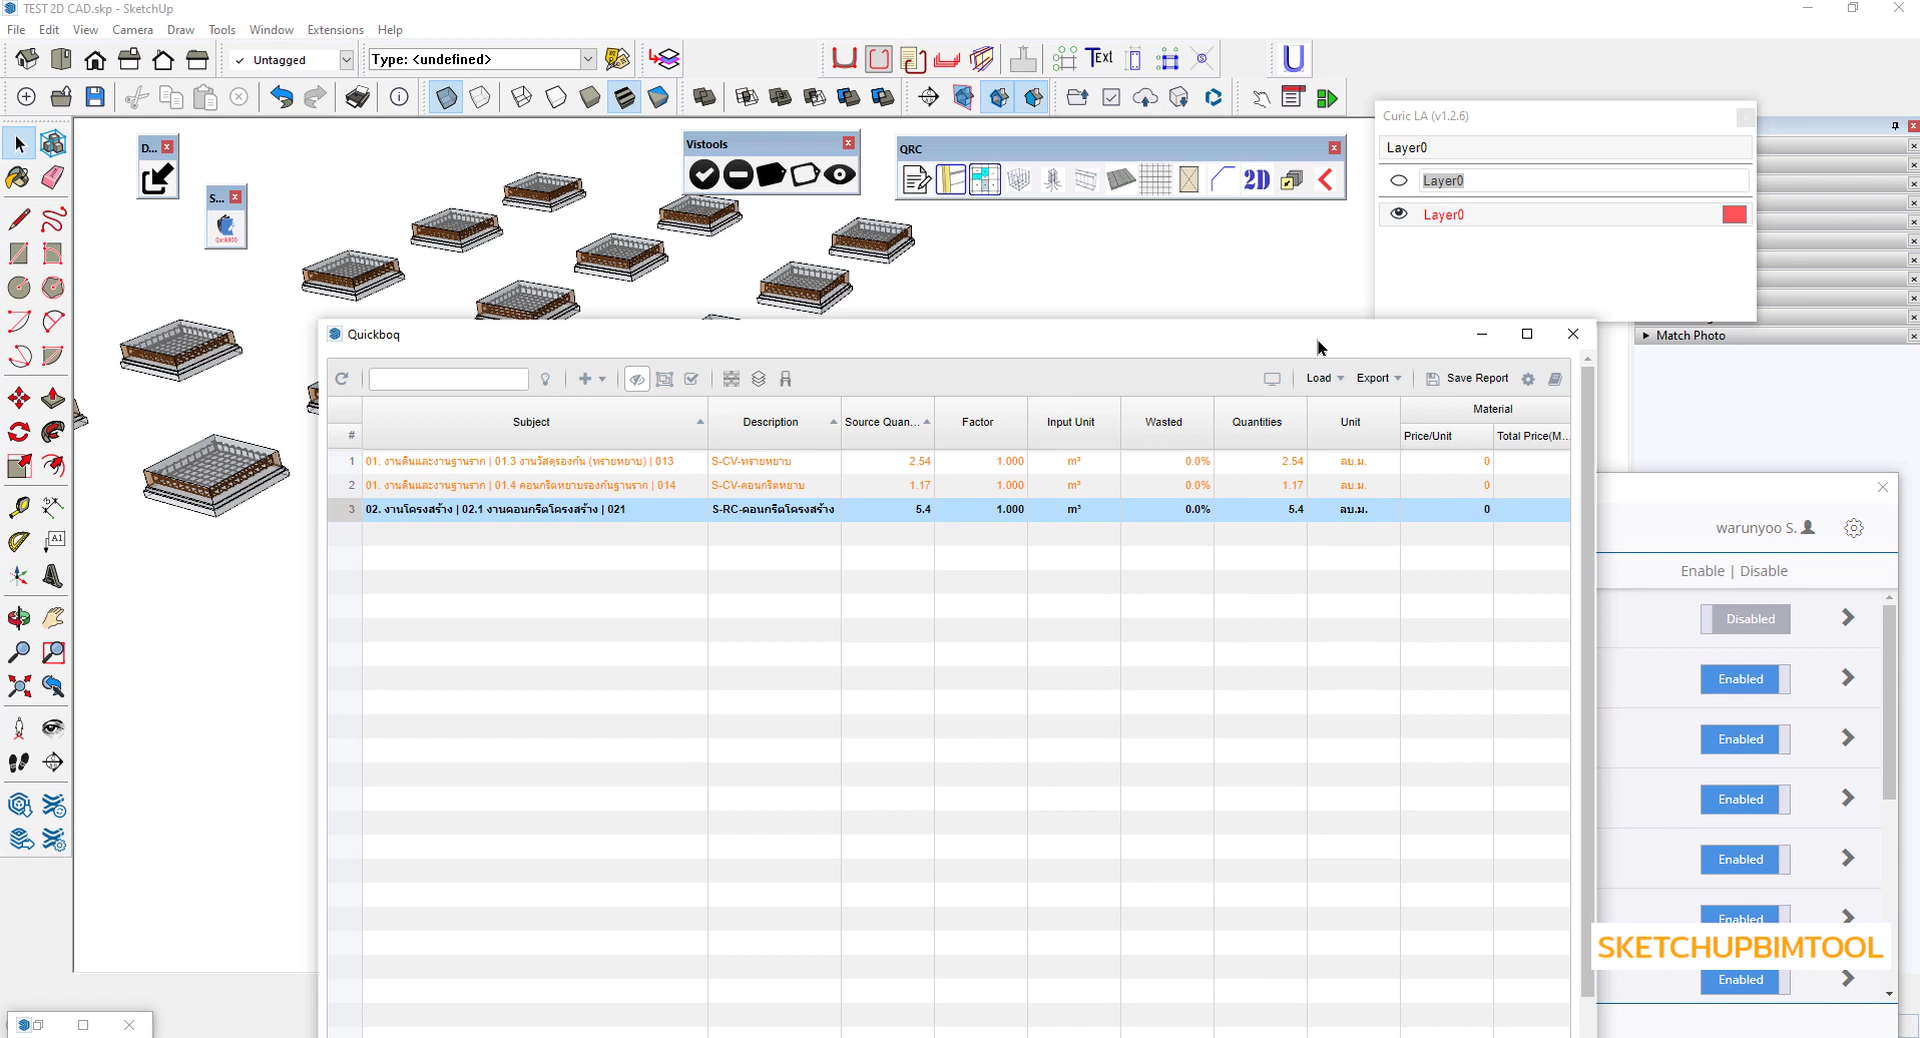 TEST 2D CAD.skp - SketchUp
File Edit View Camera Draw Tools Window Extensions Help
Untagged
Type: <undefined>
Text
Curic LA (v1.2.6)
Layer0
Layer0
Layer0
D...
S...
QuickBOQ
Vistools
QRC
2D
A1
Match Photo
Quickboq
Load Export Save Report
# Subject Description Source Quan... Factor Input Unit Wasted Quantities Unit Material
Price/Unit Total Price(M...
1 01. งานดินและงานฐานราก | 01.3 งานวัสดุรองกัน (ทรายหยาบ) | 013 S-CV-ทรายหยาบ 2.54 1.000 m³ 0.0% 2.54 ลบ.ม. 0
2 01. งานดินและงานฐานราก | 01.4 คอนกรีตหยาบรองกันฐานราก | 014 S-CV-คอนกรีตหยาบ 1.17 1.000 m³ 0.0% 1.17 ลบ.ม. 0
3 02. งานโครงสร้าง | 02.1 งานคอนกรีตโครงสร้าง | 021 S-RC-คอนกรีตโครงสร้าง 5.4 1.000 m³ 0.0% 5.4 ลบ.ม. 0
warunyoo S.
Enable | Disable
Disabled
Enabled
Enabled
Enabled
Enabled
Enabled
SKETCHUPBIMTOOL
Enabled